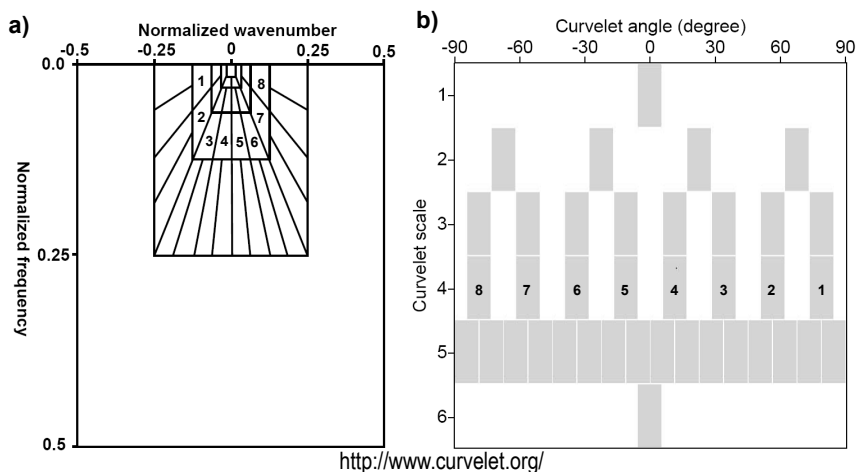 a)
Normalized wavenumber
-0.5 -0.25 0 0.25 0.5
0.0
0.25
0.5
Normalized frequency
1 8
2 7
3 4 5 6
b)
Curvelet angle (degree)
-90 -60 -30 0 30 60 90
Curvelet scale
1
2
3
4
5
6
8 7 6 5 4 3 2 1
http://www.curvelet.org/